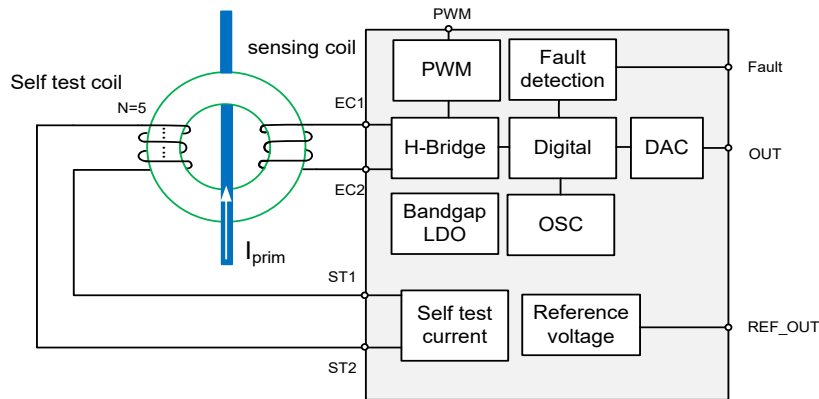 PWM
sensing coil
Self test coil
N=5
EC1
EC2
I prim
ST1
ST2
PWM
Fault
detection
H-Bridge
Digital
DAC
Bandgap
LDO
OSC
Self test
current
Reference
voltage
Fault
OUT
REF_OUT